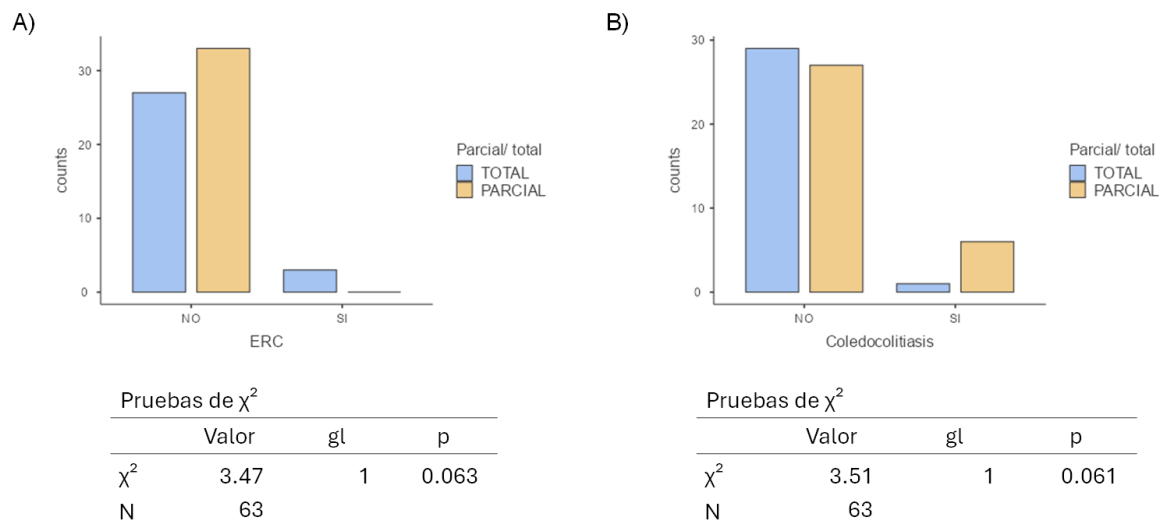 A)
counts
30
20
10
0
NO
SI
ERC
Parcial/ total
TOTAL
PARCIAL
Pruebas de χ²
Valor gl p
χ² 3.47 1 0.063
N 63
B)
counts
30
20
10
0
NO
SI
Coledocolitiasis
Parcial/ total
TOTAL
PARCIAL
Pruebas de χ²
Valor gl p
χ² 3.51 1 0.061
N 63